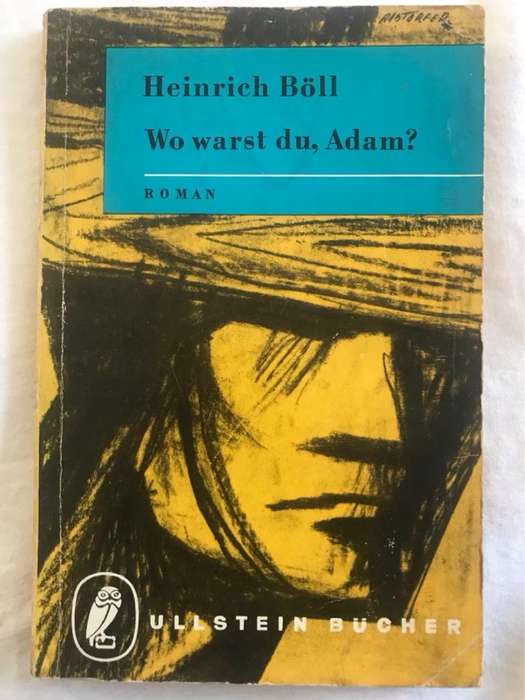 Heinrich Böll
Wo warst du, Adam?
ROMAN
ULLSTEIN BÜCHER